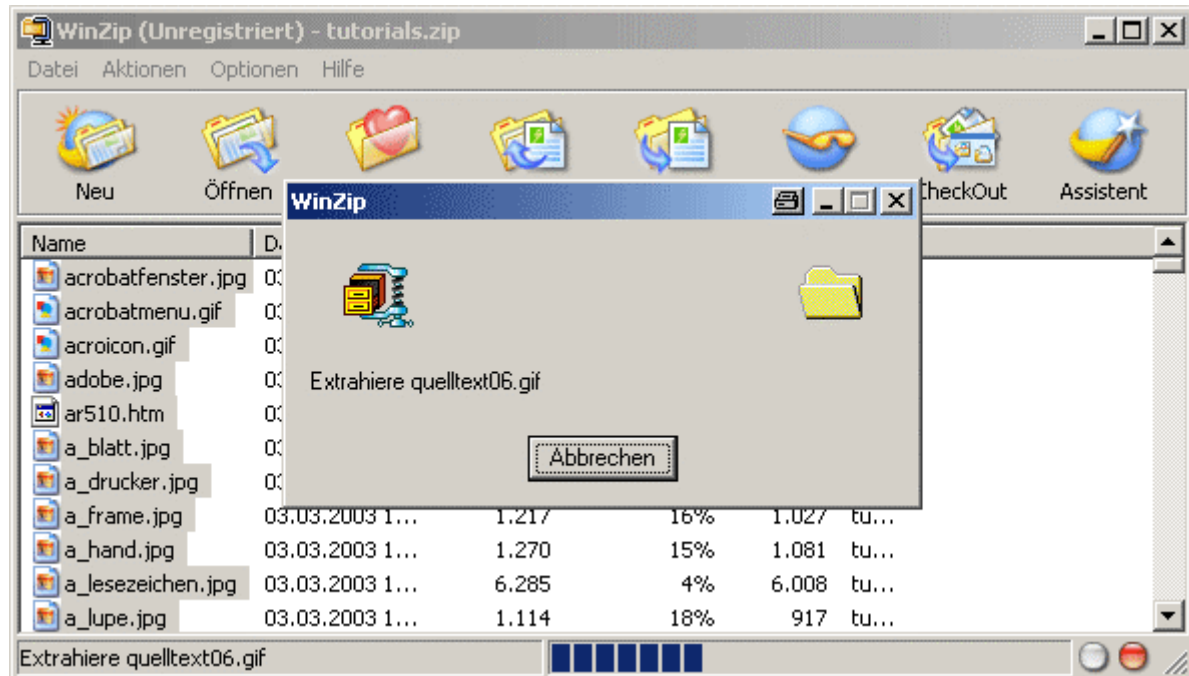 WinZip (Unregistriert) - tutorials.zip
Datei Aktionen Optionen Hilfe
Neu Öffnen CheckOut Assistent
WinZip
Name
acrobatfenster.jpg
acrobatmenu.gif
acroicon.gif
adobe.jpg
Extrahiere quelltext06.gif
ar510.htm
a_blatt.jpg
Abbrechen
a_drucker.jpg
a_frame.jpg 03.03.2003 1... 1.217 16% 1.027 tu...
a_hand.jpg 03.03.2003 1... 1.270 15% 1.081 tu...
a_lesezeichen.jpg 03.03.2003 1... 6.285 4% 6.008 tu...
a_lupe.jpg 03.03.2003 1... 1.114 18% 917 tu...
Extrahiere quelltext06.gif